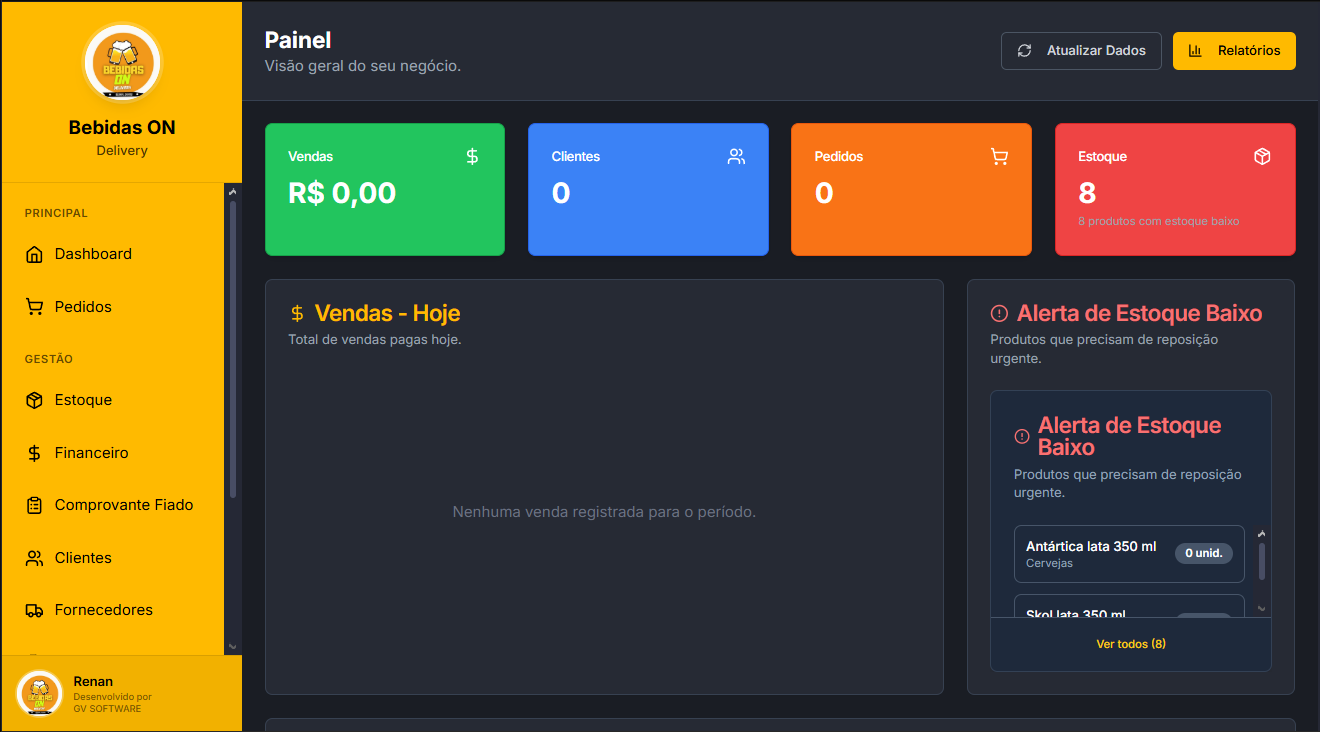 BEBIDAS
ON
Bebidas ON
Delivery
PRINCIPAL
Dashboard
Pedidos
GESTÃO
Estoque
Financeiro
Comprovante Fiado
Clientes
Fornecedores
Renan
Desenvolvido por
GV SOFTWARE
Painel
Visão geral do seu negócio.
Atualizar Dados
Relatórios
Vendas
R$ 0,00
Clientes
0
Pedidos
0
Estoque
8
8 produtos com estoque baixo
Vendas - Hoje
Total de vendas pagas hoje.
Nenhuma venda registrada para o período.
Alerta de Estoque Baixo
Produtos que precisam de reposição
urgente.
Alerta de Estoque
Baixo
Produtos que precisam de reposição
urgente.
Antártica lata 350 ml
0 unid.
Cervejas
Skol lata 350 ml
Ver todos (8)